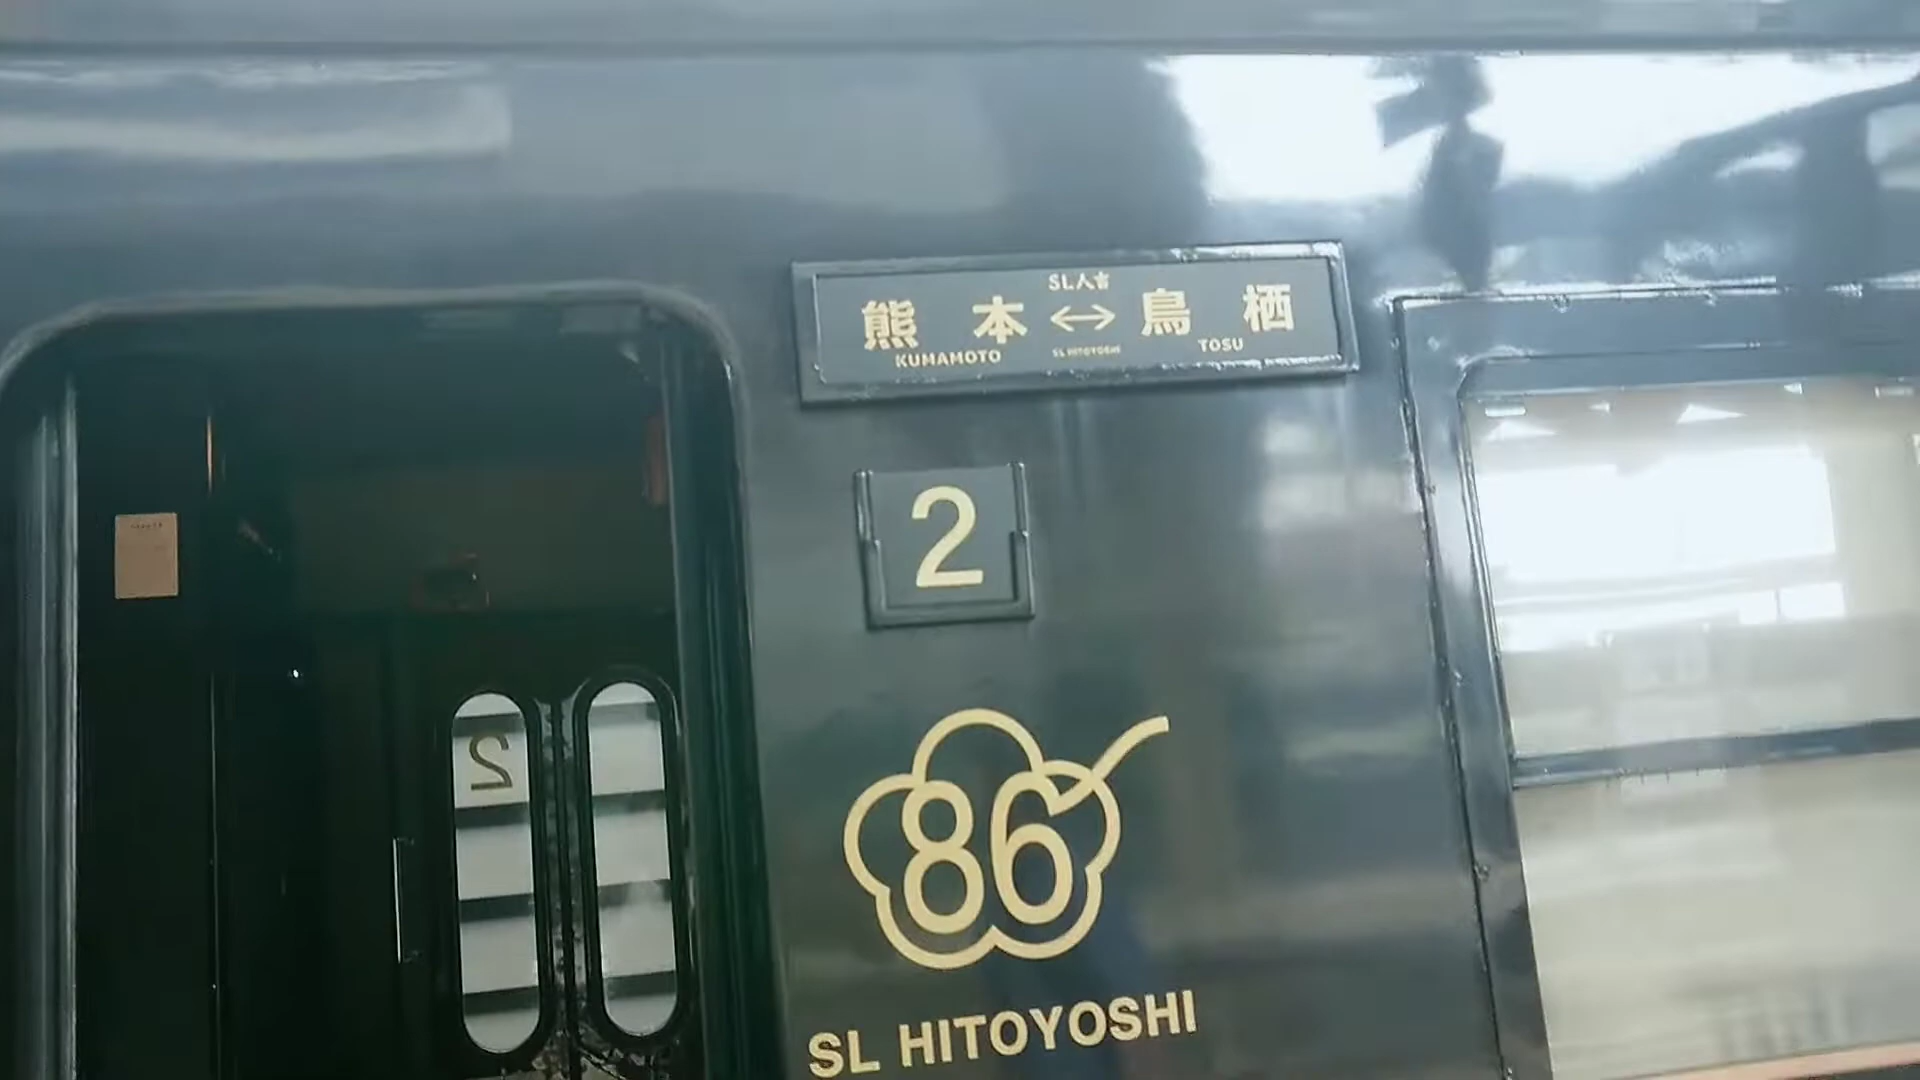 SL人吉
熊本↔鳥栖
KUMAMOTO SL HITOYOSHI TOSU
2
2
86
SL HITOYOSHI